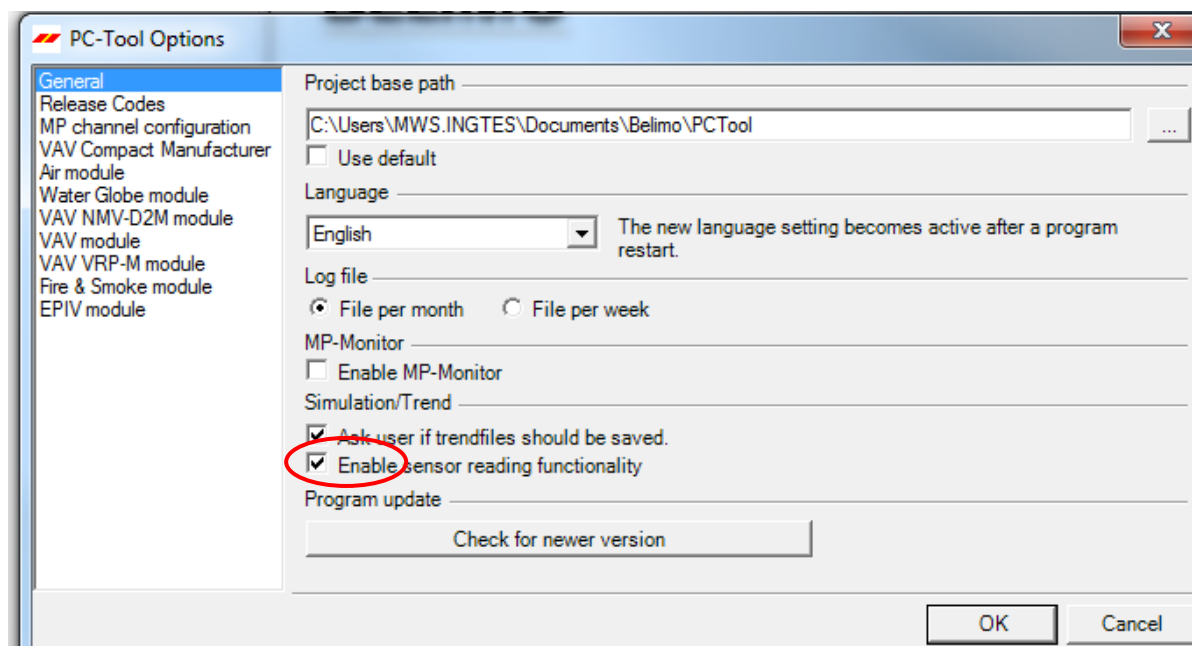 PC-Tool Options
General
Release Codes
MP channel configuration
VAV Compact Manufacturer
Air module
Water Globe module
VAV NMV-D2M module
VAV module
VAV VRP-M module
Fire & Smoke module
EPIV module
Project base path
C:\Users\MWS.INGTES\Documents\Belimo\PCTool
...
Use default
Language
English
The new language setting becomes active after a program
restart.
Log file
File per month
File per week
MP-Monitor
Enable MP-Monitor
Simulation/Trend
Ask user if trendfiles should be saved.
Enable sensor reading functionality
Program update
Check for newer version
OK
Cancel